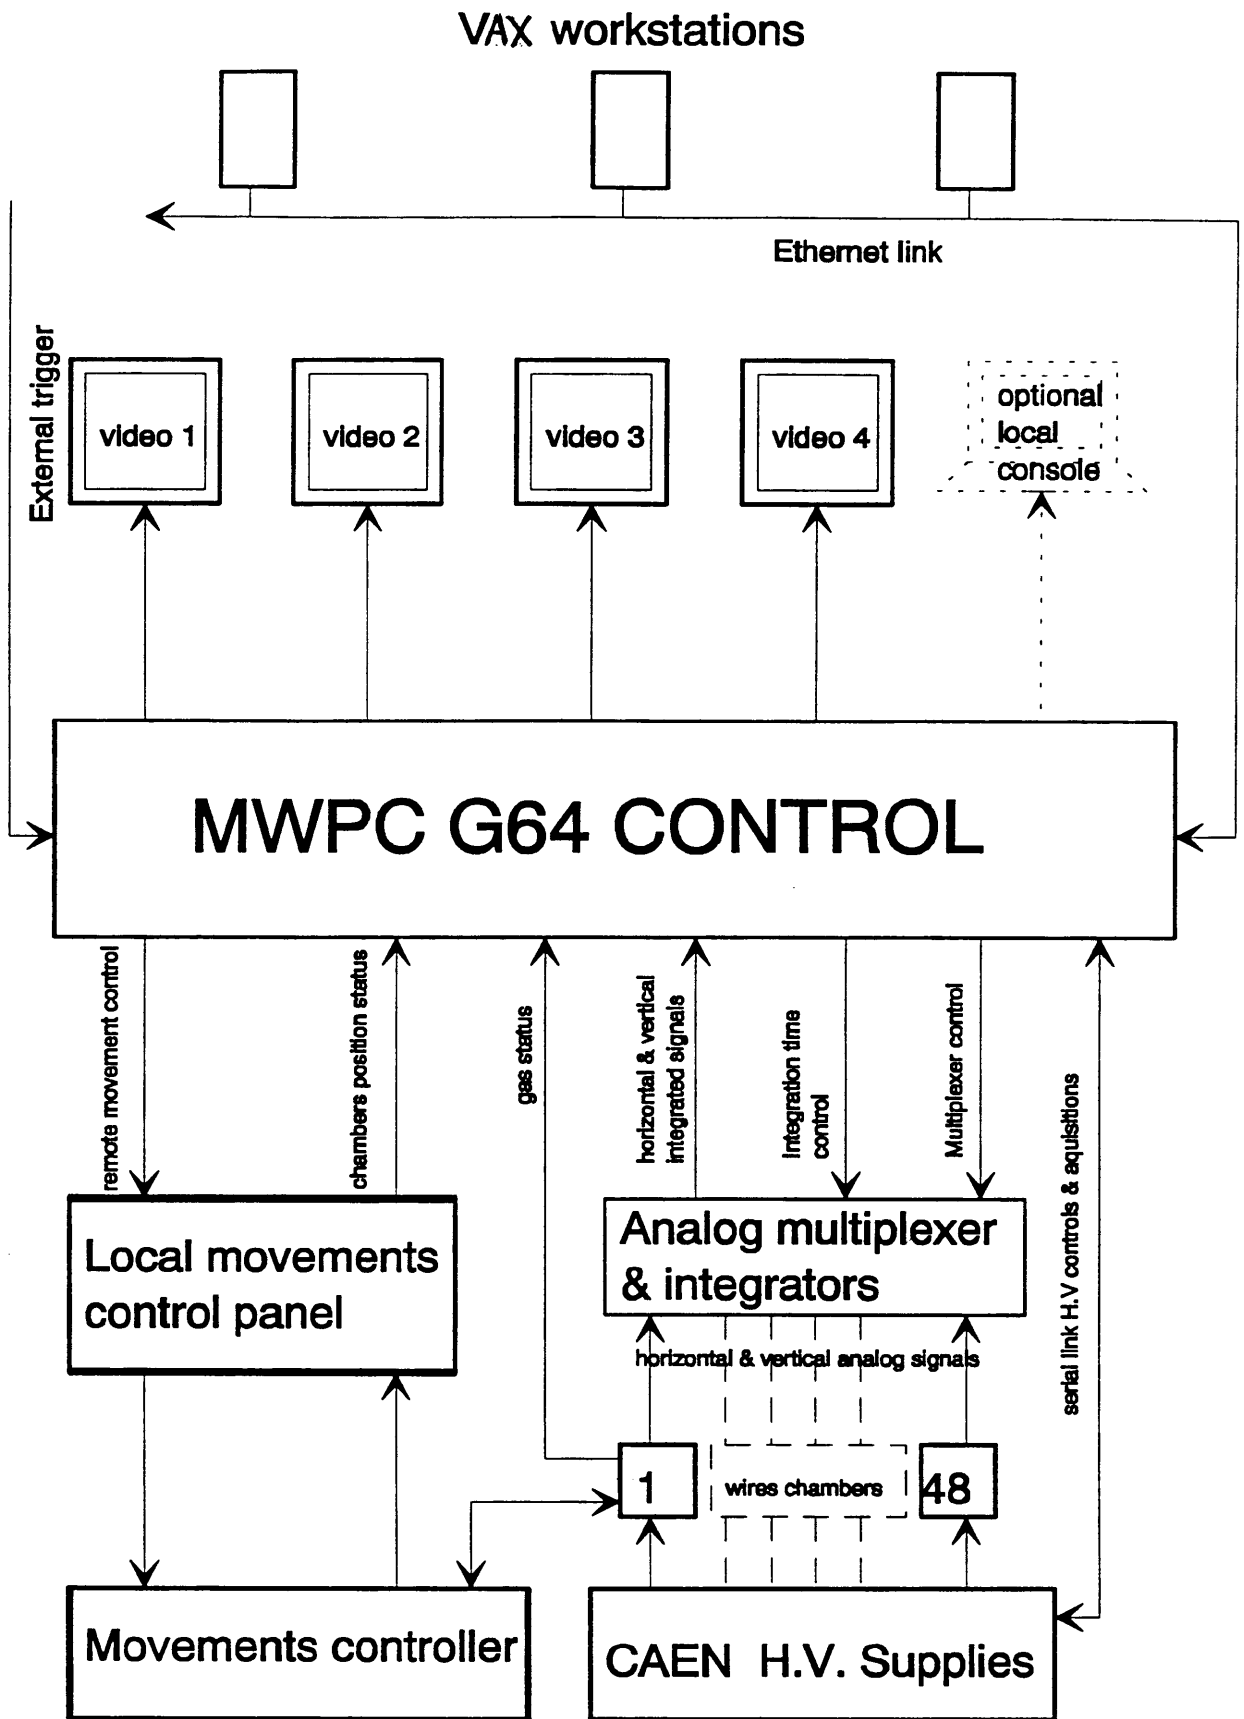 VAX workstations
Ethernet link
External trigger
video 1
video 2
video 3
video 4
optional
local
console
MWPC G64 CONTROL
remote movement control
chambers position status
gas status
horizontal & vertical
integrated signals
Integration time
control
Multiplexer control
serial link H.V controls & aquisitions
Local movements
control panel
Analog multiplexer
& integrators
horizontal & vertical analog signals
1
wires chambers
48
Movements controller
CAEN H.V. Supplies